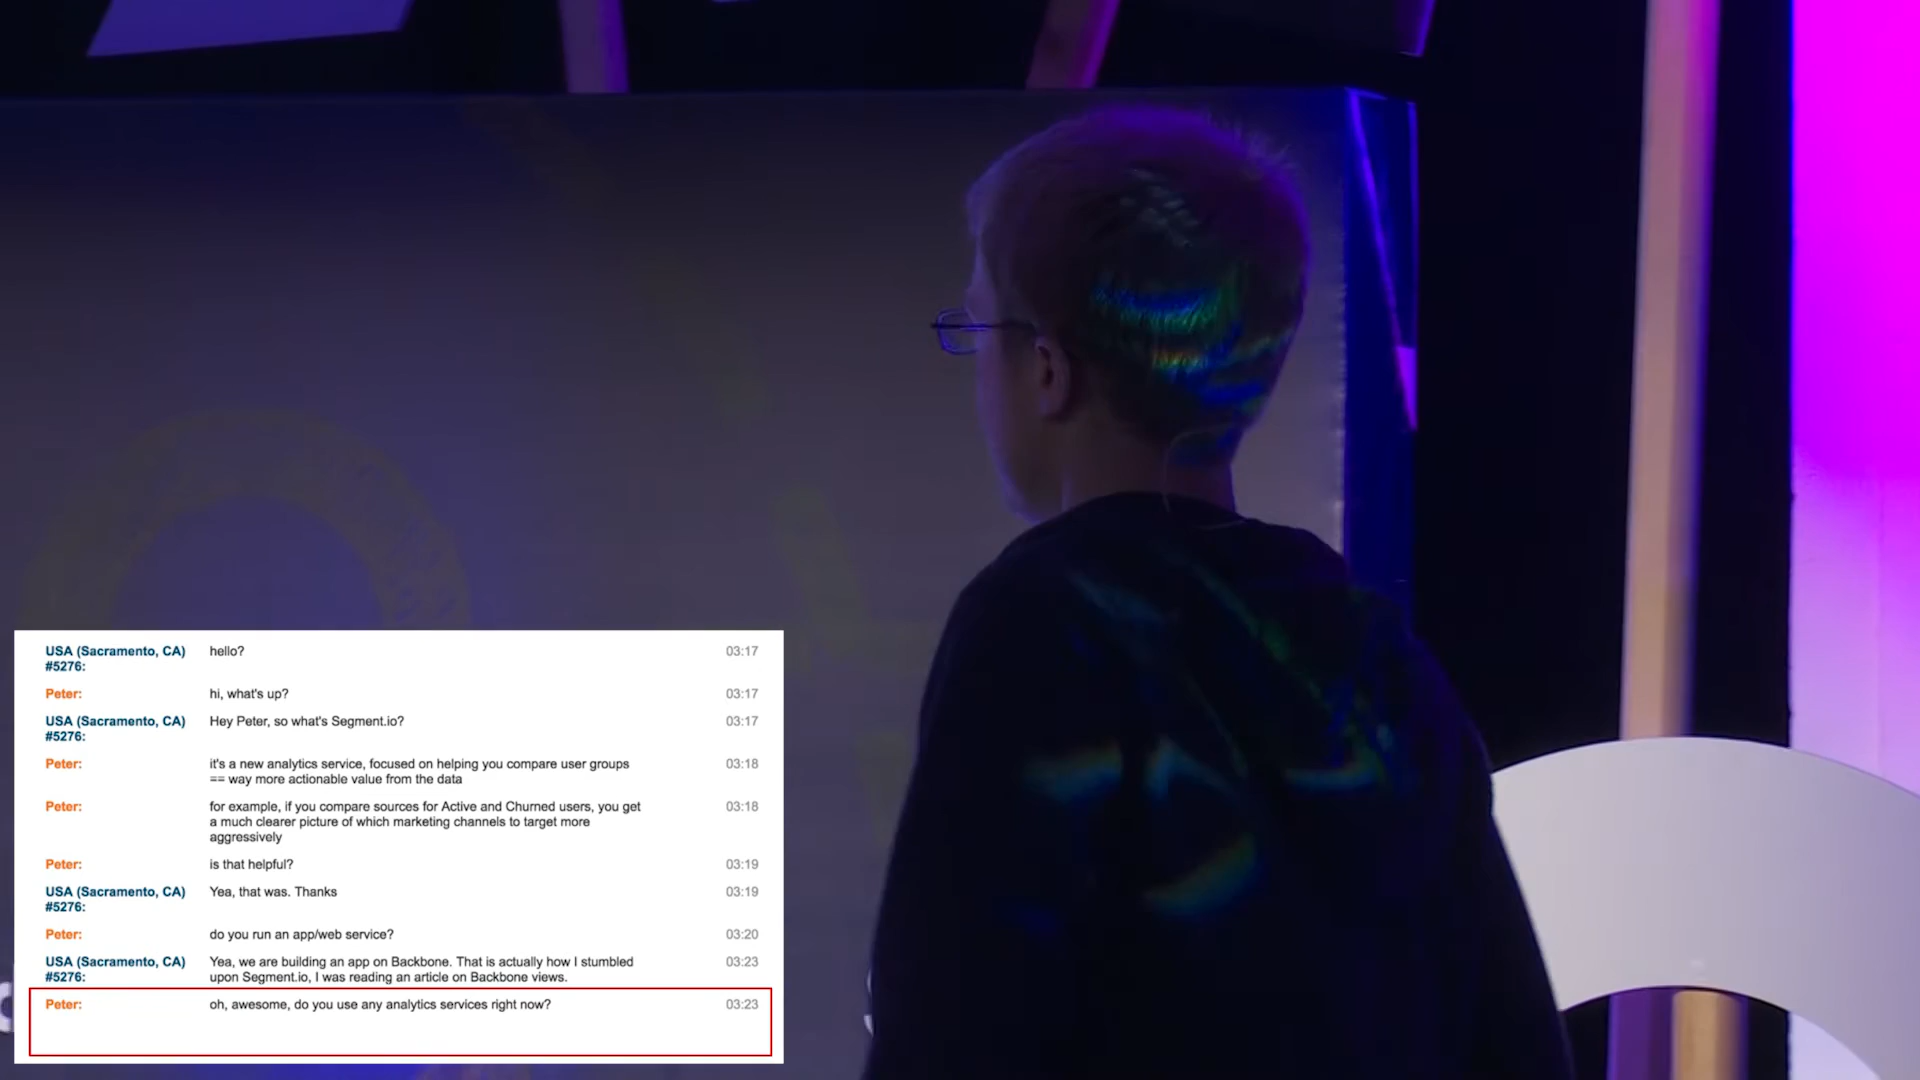 USA (Sacramento, CA) hello? 03:17
#5276:
Peter: hi, what's up? 03:17
USA (Sacramento, CA) Hey Peter, so what's Segment.io? 03:17
#5276:
Peter: it's a new analytics service, focused on helping you compare user groups 03:18
== way more actionable value from the data
Peter: for example, if you compare sources for Active and Churned users, you get 03:18
a much clearer picture of which marketing channels to target more
aggressively
Peter: is that helpful? 03:19
USA (Sacramento, CA) Yea, that was. Thanks 03:19
#5276:
Peter: do you run an app/web service? 03:20
USA (Sacramento, CA) Yea, we are building an app on Backbone. That is actually how I stumbled 03:23
#5276: upon Segment.io, I was reading an article on Backbone views.
Peter: oh, awesome, do you use any analytics services right now? 03:23